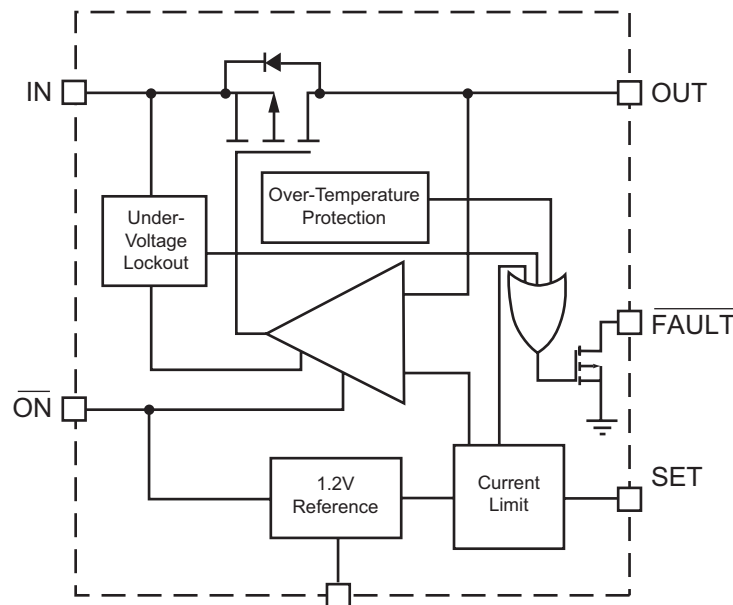 IN
OUT
Over-Temperature
Protection
Under-
Voltage
Lockout
FAULT
ON
1.2V
Reference
Current
Limit
SET